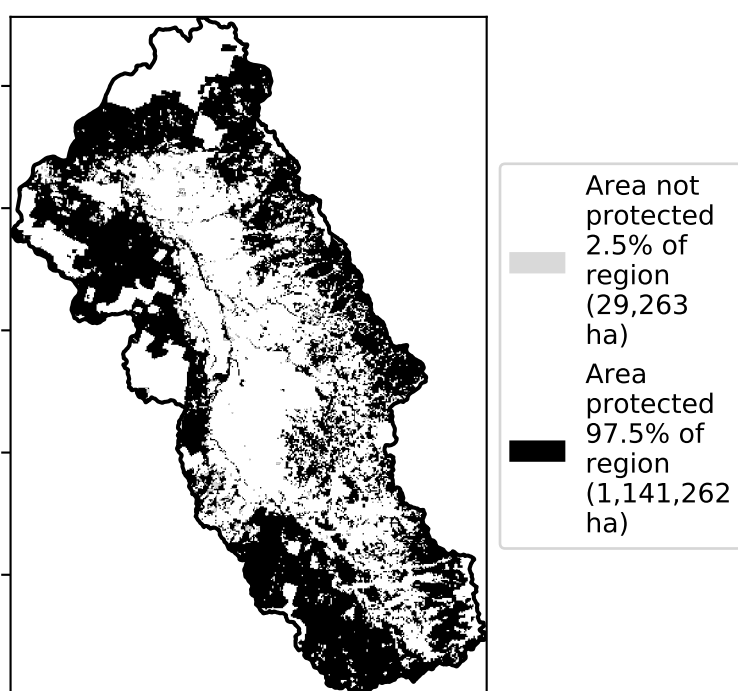 Area not
protected
2.5% of
region
(29,263
ha)
Area
protected
97.5% of
region
(1,141,262
ha)